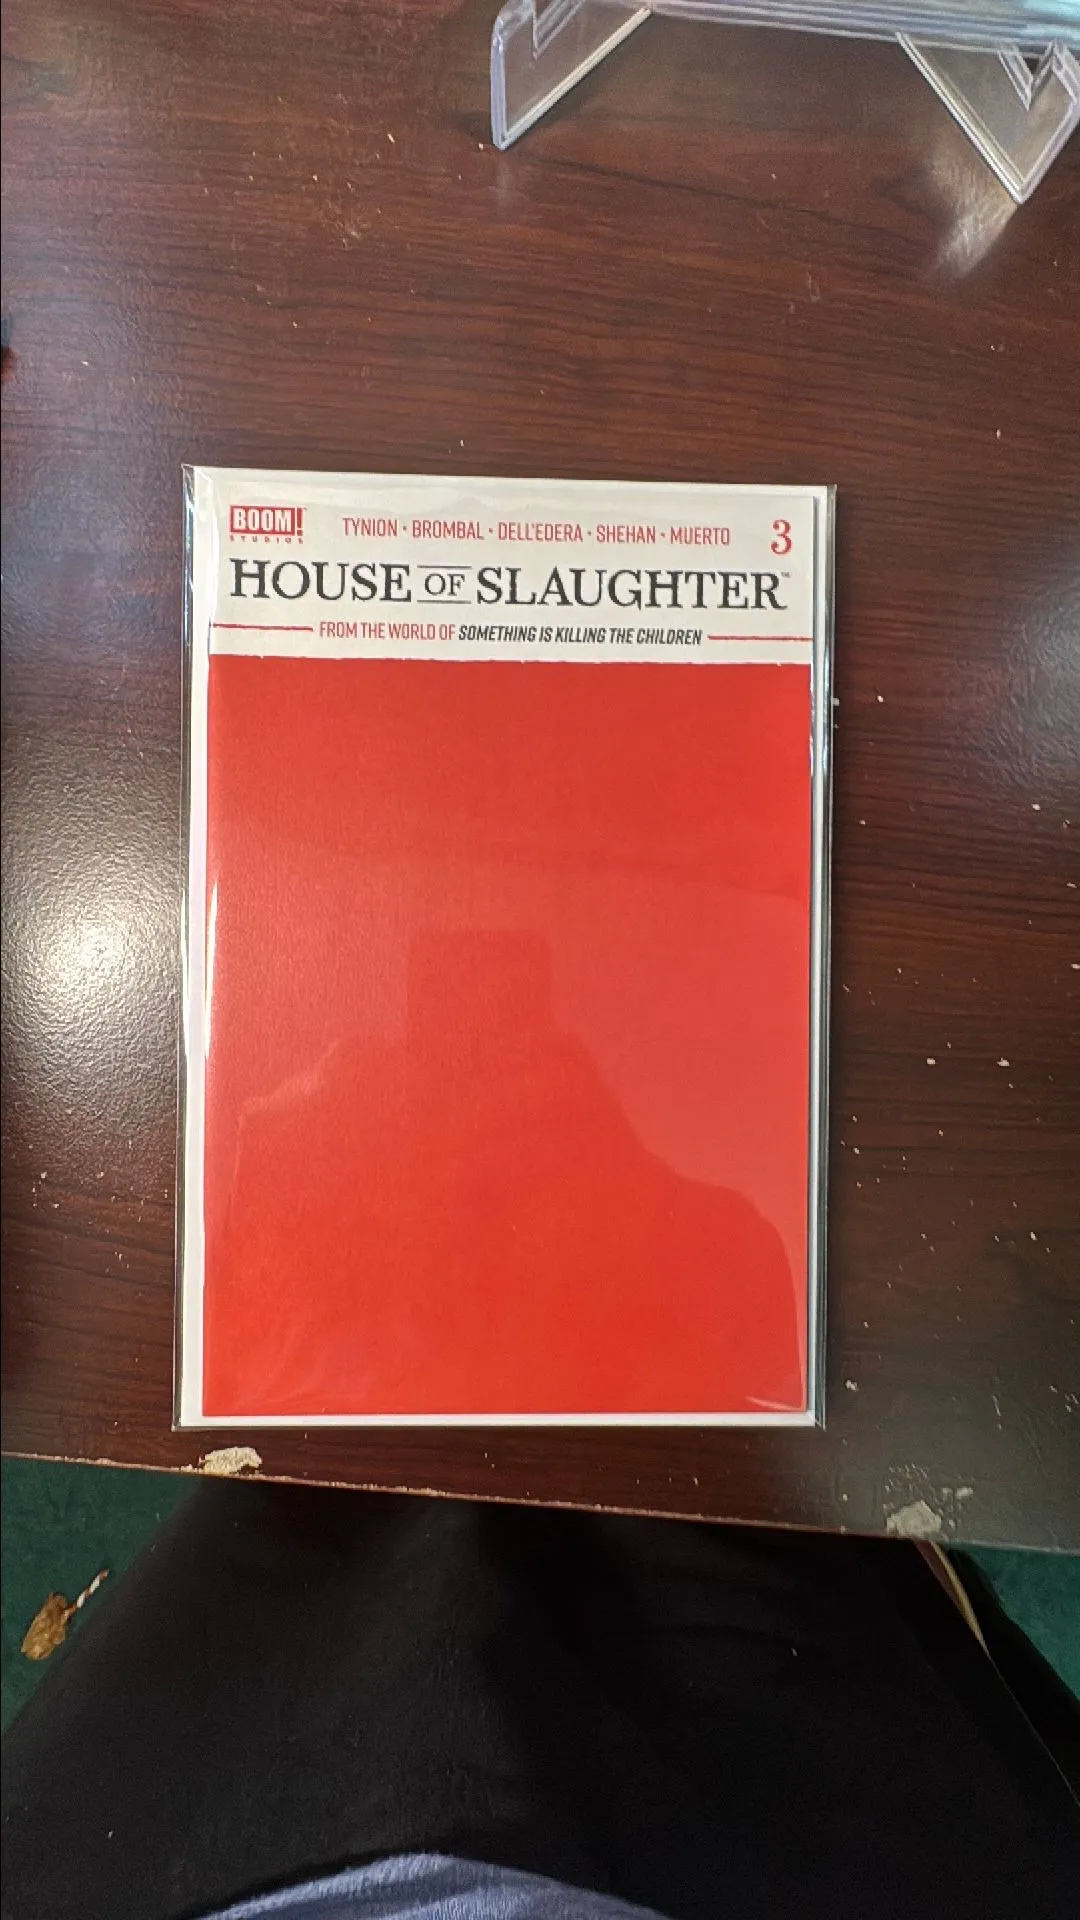 BOOM!
STUDIOS
TYNION • BROMBAL • DELL'EDERA • SHEHAN • MUERTO
3
HOUSE OF SLAUGHTER™
FROM THE WORLD OF SOMETHING IS KILLING THE CHILDREN